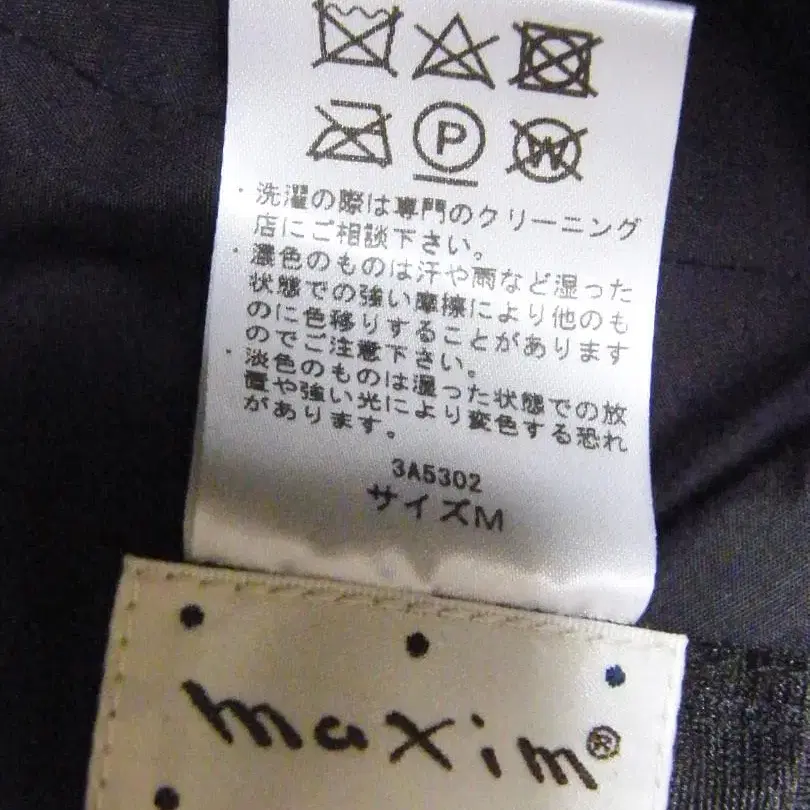 P
W
・洗濯の際は専門のクリーニング
店にご相談下さい。
・濃色のものは汗や雨など湿った
状態での強い摩擦により他のも
のに色移りすることがあります
のでご注意下さい。
・淡色のものは湿った状態での放
置や強い光により変色する恐れ
があります。
3A5302
サイズM
maxim®